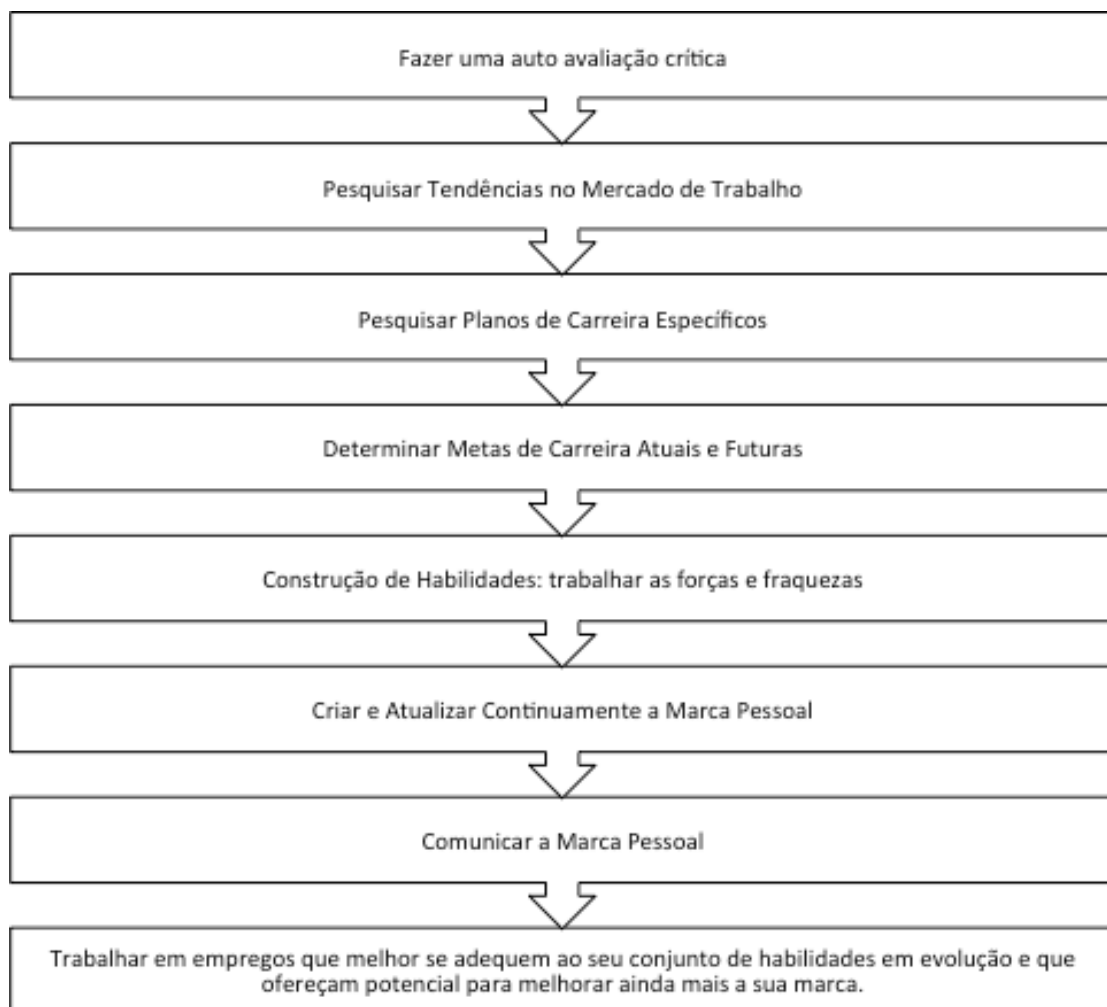 Fazer uma auto avaliação crítica
Pesquisar Tendências no Mercado de Trabalho
Pesquisar Planos de Carreira Específicos
Determinar Metas de Carreira Atuais e Futuras
Construção de Habilidades: trabalhar as forças e fraquezas
Criar e Atualizar Continuamente a Marca Pessoal
Comunicar a Marca Pessoal
Trabalhar em empregos que melhor se adequem ao seu conjunto de habilidades em evolução e que
ofereçam potencial para melhorar ainda mais a sua marca.